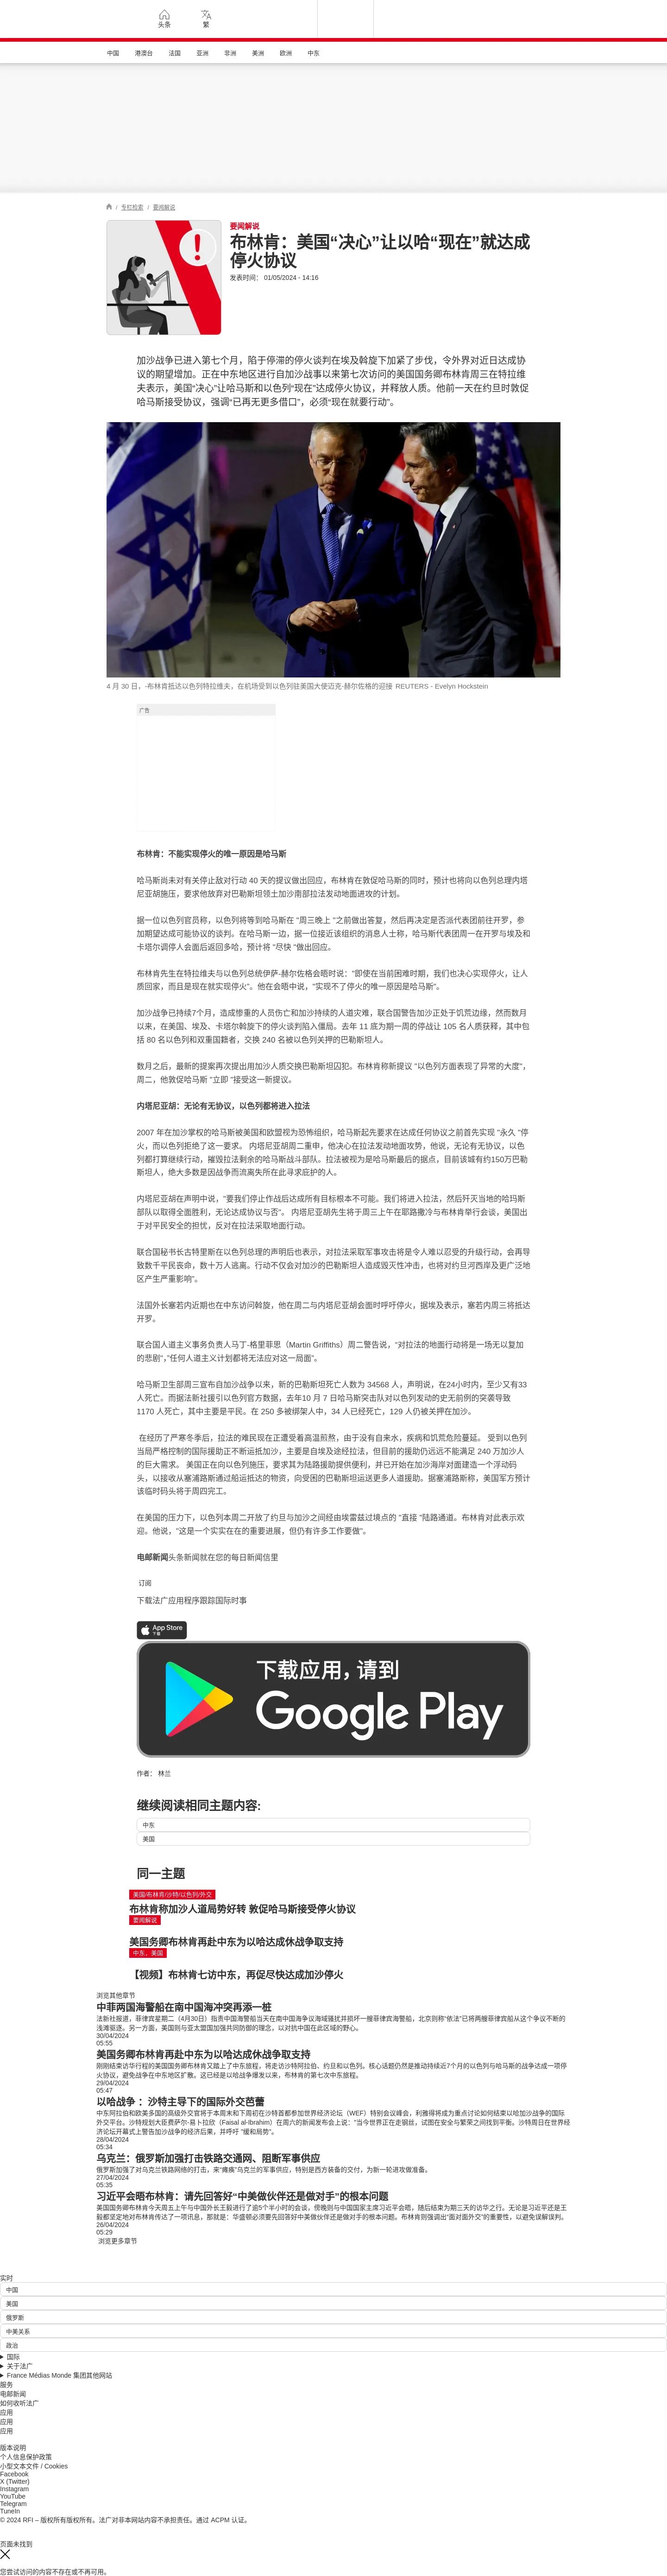 头条
繁
中国 港澳台 法国 亚洲 非洲 美洲 欧洲 中东
/ 专栏检索 / 要闻解说
要闻解说
布林肯：美国“决心”让以哈“现在”就达成
停火协议
发表时间： 01/05/2024 - 14:16
加沙战争已进入第七个月，陷于停滞的停火谈判在埃及斡旋下加紧了步伐，令外界对近日达成协
议的期望增加。正在中东地区进行自加沙战事以来第七次访问的美国国务卿布林肯周三在特拉维
夫表示，美国“决心”让哈马斯和以色列“现在”达成停火协议，并释放人质。他前一天在约旦时敦促
哈马斯接受协议，强调“已再无更多借口”，必须“现在就要行动”。
4 月 30 日，-布林肯抵达以色列特拉维夫，在机场受到以色列驻美国大使迈克-赫尔佐格的迎接 REUTERS - Evelyn Hockstein
广告
布林肯：不能实现停火的唯一原因是哈马斯
哈马斯尚未对有关停止敌对行动 40 天的提议做出回应，布林肯在敦促哈马斯的同时，预计也将向以色列总理内塔
尼亚胡施压，要求他放弃对巴勒斯坦领土加沙南部拉法发动地面进攻的计划。
据一位以色列官员称，以色列将等到哈马斯在 “周三晚上 ”之前做出答复，然后再决定是否派代表团前往开罗，参
加期望达成可能协议的谈判。在哈马斯一边，据一位接近该组织的消息人士称，哈马斯代表团周一在开罗与埃及和
卡塔尔调停人会面后返回多哈，预计将 "尽快 "做出回应。
布林肯先生在特拉维夫与以色列总统伊萨-赫尔佐格会晤时说：“即使在当前困难时期，我们也决心实现停火，让人
质回家，而且是现在就实现停火"。他在会晤中说，"实现不了停火的唯一原因是哈马斯"。
加沙战争已持续7个月，造成惨重的人员伤亡和加沙持续的人道灾难，联合国警告加沙正处于饥荒边缘，然而数月
以来，在美国、埃及、卡塔尔斡旋下的停火谈判陷入僵局。去年 11 底为期一周的停战让 105 名人质获释，其中包
括 80 名以色列和双重国籍者，交换 240 名被以色列关押的巴勒斯坦人。
数月之后，最新的提案再次提出用加沙人质交换巴勒斯坦囚犯。布林肯称新提议 "以色列方面表现了异常的大度"，
周二，他敦促哈马斯 "立即 "接受这一新提议。
内塔尼亚胡：无论有无协议，以色列都将进入拉法
2007 年在加沙掌权的哈马斯被美国和欧盟视为恐怖组织，哈马斯起先要求在达成任何协议之前首先实现 “永久 ”停
火，而以色列拒绝了这一要求。 内塔尼亚胡周二重申，他决心在拉法发动地面攻势，他说，无论有无协议，以色
列都打算继续行动，摧毁拉法剩余的哈马斯战斗部队。拉法被视为是哈马斯最后的据点，目前该城有约150万巴勒
斯坦人，绝大多数是因战争而流离失所在此寻求庇护的人。
内塔尼亚胡在声明中说，“要我们停止作战后达成所有目标根本不可能。我们将进入拉法，然后歼灭当地的哈玛斯
部队以取得全面胜利，无论达成协议与否”。 内塔尼亚胡先生将于周三上午在耶路撒冷与布林肯举行会谈，美国出
于对平民安全的担忧，反对在拉法采取地面行动。
联合国秘书长古特里斯在以色列总理的声明后也表示，对拉法采取军事攻击将是令人难以忍受的升级行动，会再导
致数千平民丧命，数十万人逃离。行动不仅会对加沙的巴勒斯坦人造成毁灭性冲击，也将对约旦河西岸及更广泛地
区产生严重影响”。
法国外长塞若内近期也在中东访问斡旋，他在周二与内塔尼亚胡会面时呼吁停火，据埃及表示，塞若内周三将抵达
开罗。
联合国人道主义事务负责人马丁-格里菲思（Martin Griffiths）周二警告说，“对拉法的地面行动将是一场无以复加
的悲剧"，"任何人道主义计划都将无法应对这一局面"。
哈马斯卫生部周三宣布自加沙战争以来，新的巴勒斯坦死亡人数为 34568 人，声明说，在24小时内，至少又有33
人死亡。而据法新社援引以色列官方数据，去年10 月 7 日哈马斯突击队对以色列发动的史无前例的突袭导致
1170 人死亡，其中主要是平民。在 250 多被绑架人中，34 人已经死亡，129 人仍被关押在加沙。
在经历了严寒冬季后，拉法的难民现在正遭受着高温煎熬，由于没有自来水，疾病和饥荒危险蔓延。 受到以色列
当局严格控制的国际援助正不断运抵加沙，主要是自埃及途经拉法，但目前的援助仍远远不能满足 240 万加沙人
的巨大需求。 美国正在向以色列施压，要求其为陆路援助提供便利，并已开始在加沙海岸对面建造一个浮动码
头，以接收从塞浦路斯通过船运抵达的物资，向受困的巴勒斯坦运送更多人道援助。据塞浦路斯称，美国军方预计
该临时码头将于周四完工。
在美国的压力下，以色列本周二开放了约旦与加沙之间经由埃雷兹过境点的 "直接 "陆路通道。布林肯对此表示欢
迎。他说，"这是一个实实在在的重要进展，但仍有许多工作要做"。
电邮新闻头条新闻就在您的每日新闻信里
订阅
下载法广应用程序跟踪国际时事
App Store
下载
下载应用，请到
Google Play
作者： 林兰
继续阅读相同主题内容:
中东
美国
同一主题
美国/布林肯/沙特/以色列/外交
布林肯称加沙人道局势好转 敦促哈马斯接受停火协议
要闻解说
美国务卿布林肯再赴中东为以哈达成休战争取支持
中东，美国
【视频】布林肯七访中东，再促尽快达成加沙停火
浏览其他章节
中菲两国海警船在南中国海冲突再添一桩
法新社报道，菲律宾星期二（4月30日）指责中国海警船当天在南中国海争议海域骚扰并损坏一艘菲律宾海警船，北京则称“依法”已将两艘菲律宾船从这个争议不断的
浅滩驱逐。另一方面，美国则与亚太盟国加强共同防御的理念，以对抗中国在此区域的野心。
30/04/2024
05:55
美国务卿布林肯再赴中东为以哈达成休战争取支持
刚刚结束访华行程的美国国务卿布林肯又踏上了中东旅程，将走访沙特阿拉伯、约旦和以色列。核心话题仍然是推动持续近7个月的以色列与哈马斯的战争达成一项停
火协议，避免战争在中东地区扩散。这已经是以哈战争爆发以来，布林肯的第七次中东旅程。
29/04/2024
05:47
以哈战争 ：沙特主导下的国际外交芭蕾
中东阿拉伯和欧美多国的高级外交官将于本周末和下周初在沙特首都参加世界经济论坛（WEF）特别会议峰会，利雅得将成为重点讨论如何结束以哈加沙战争的国际
外交平台。沙特规划大臣费萨尔-易卜拉欣（Faisal al-Ibrahim）在周六的新闻发布会上说："当今世界正在走钢丝，试图在安全与繁荣之间找到平衡。沙特周日在世界经
济论坛开幕式上警告加沙战争的经济后果，并呼吁 "缓和局势"。
28/04/2024
05:34
乌克兰：俄罗斯加强打击铁路交通网、阻断军事供应
俄罗斯加强了对乌克兰铁路网络的打击，来“瘫痪”乌克兰的军事供应，特别是西方装备的交付，为新一轮进攻做准备。
27/04/2024
05:35
习近平会晤布林肯：请先回答好“中美做伙伴还是做对手”的根本问题
美国国务卿布林肯今天周五上午与中国外长王毅进行了逾5个半小时的会谈，傍晚则与中国国家主席习近平会晤，随后结束为期三天的访华之行。无论是习近平还是王
毅都坚定地对布林肯传达了一项讯息，那就是：华盛顿必须要先回答好中美做伙伴还是做对手的根本问题。布林肯则强调出“面对面外交”的重要性，以避免误解误判。
26/04/2024
05:29
浏览更多章节
实时
中国
美国
俄罗斯
中美关系
政治
国际
关于法广
France Médias Monde 集团其他网站
服务
电邮新闻
如何收听法广
应用
应用
应用
版本说明
个人信息保护政策
小型文本文件 / Cookies
Facebook
X (Twitter)
Instagram
YouTube
Telegram
TuneIn
© 2024 RFI – 版权所有版权所有。法广对非本网站内容不承担责任。通过 ACPM 认证。
页面未找到
您尝试访问的内容不存在或不再可用。